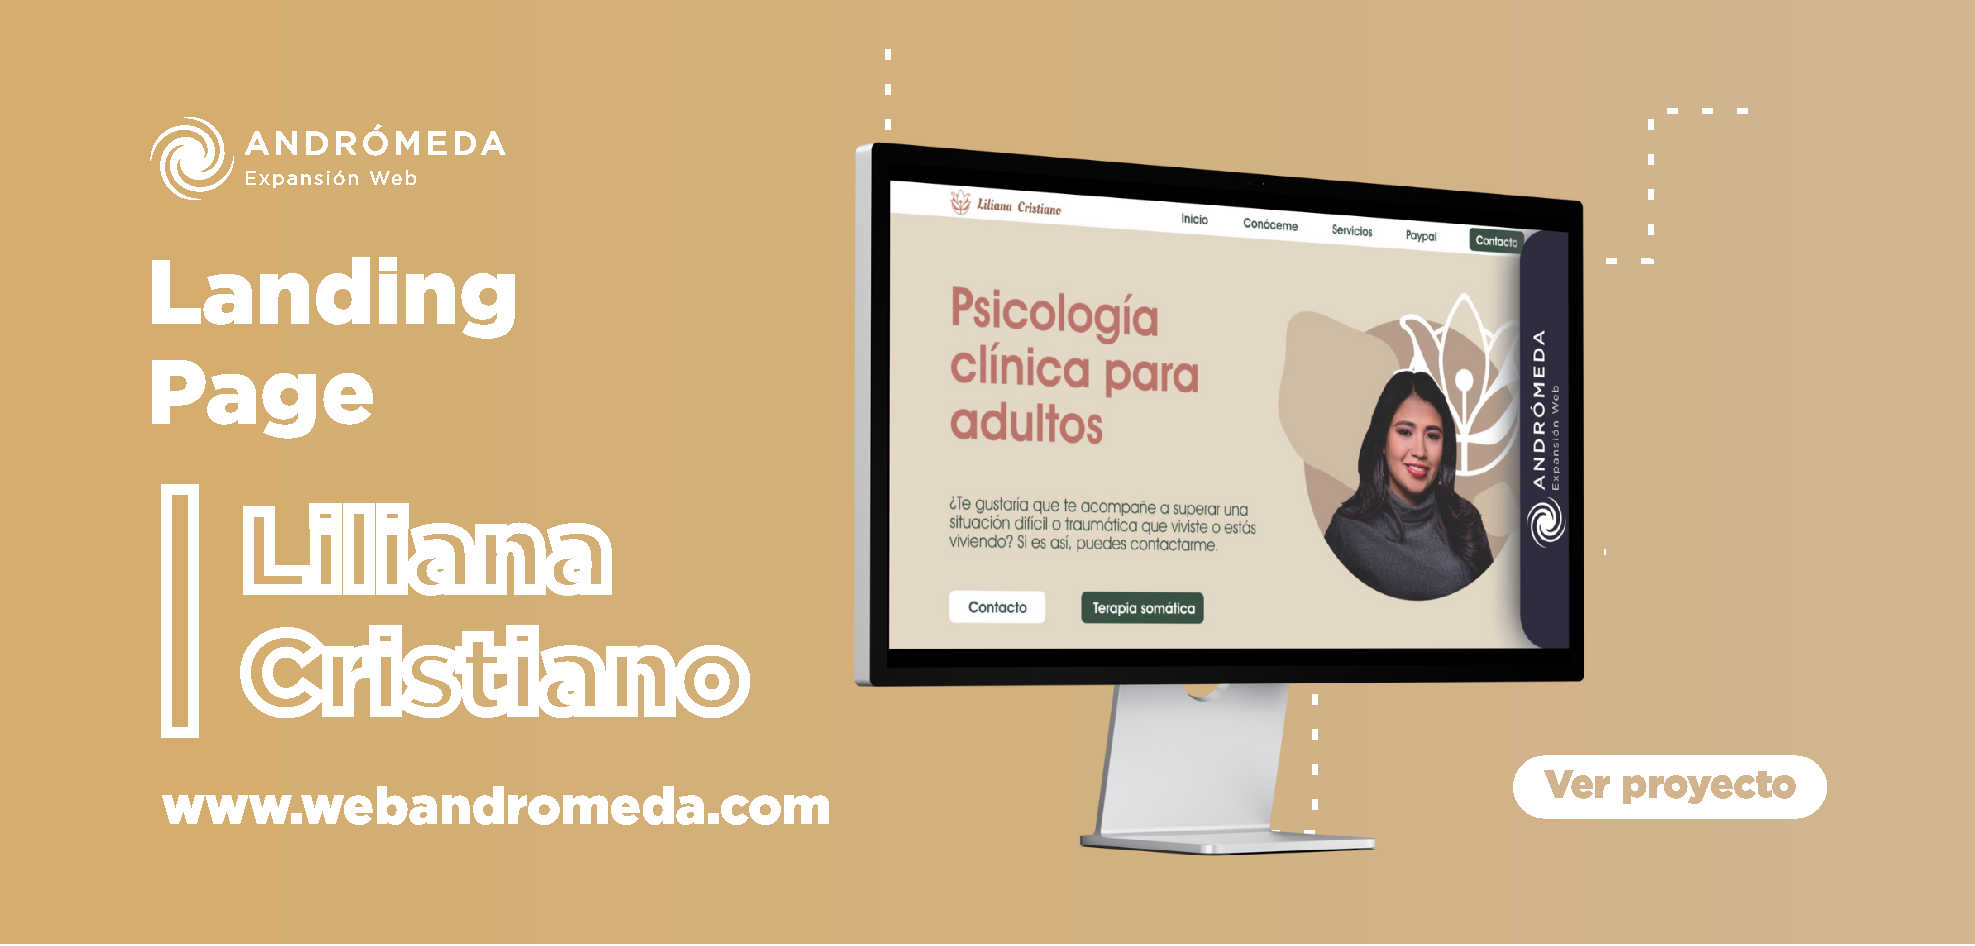 ANDRÓMEDA
Expansión Web
Landing
Page
Liliana
Cristiano
www.webandromeda.com
Liliana Cristiano
Inicio
Conóceme
Servicios
Paypal
Contacto
Psicología
clínica para
adultos
¿Te gustaría que te acompañe a superar una
situación difícil o traumática que viviste o estás
viviendo? Si es así, puedes contactarme.
Contacto
Terapia somática
ANDRÓMEDA
Expansión Web
Ver proyecto